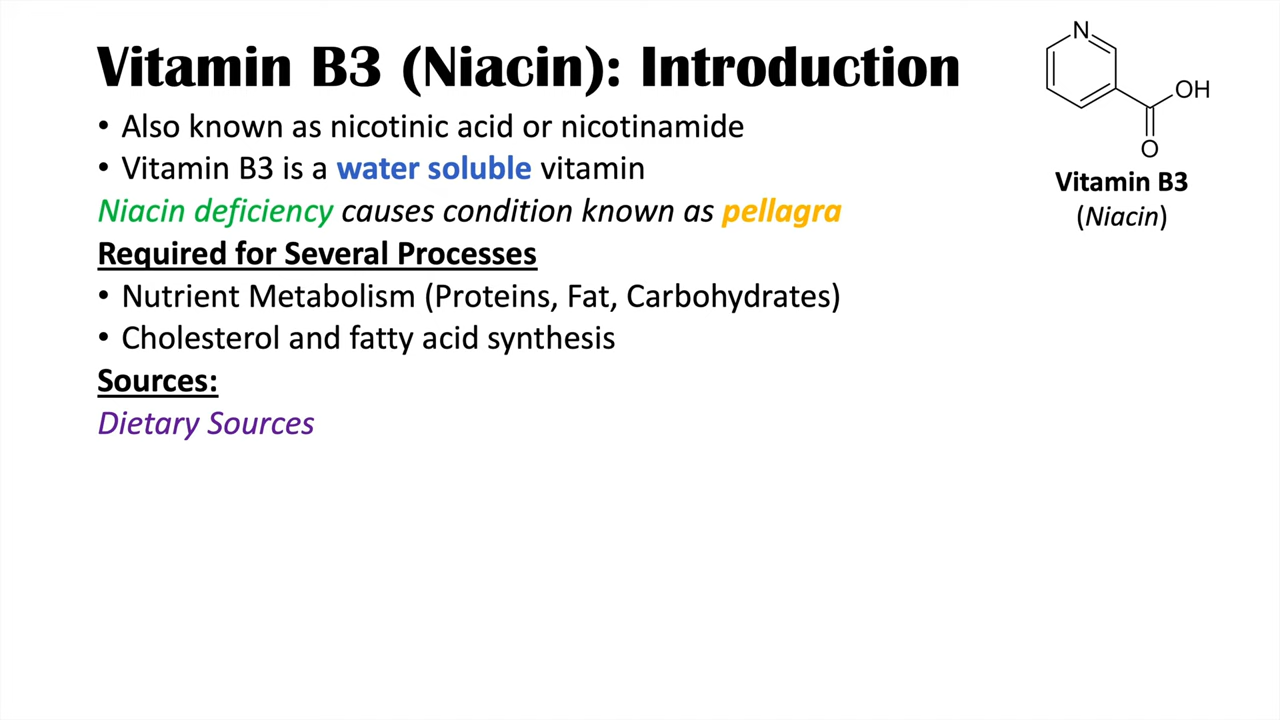 Vitamin B3 (Niacin): Introduction
• Also known as nicotinic acid or nicotinamide
• Vitamin B3 is a water soluble vitamin
Niacin deficiency causes condition known as pellagra
Required for Several Processes
• Nutrient Metabolism (Proteins, Fat, Carbohydrates)
• Cholesterol and fatty acid synthesis
Sources:
Dietary Sources
N
OH
O
Vitamin B3
(Niacin)